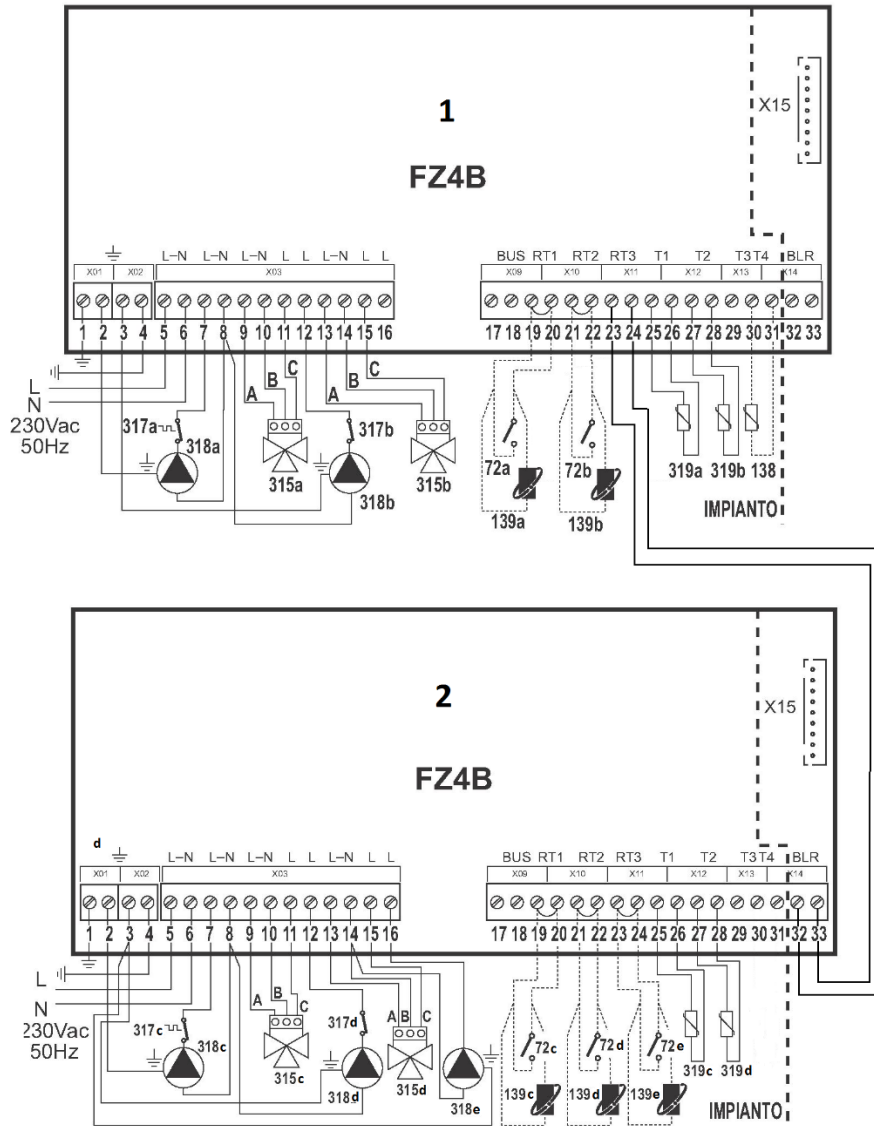 1
FZ4B
X15
L–N L–N L–N L L L–N L L
BUS RT1 RT2 RT3 T1 T2 T3 T4 BLR
X01 X02 X03
X09 X10 X11 X12 X13 X14
1 2 3 4 5 6 7 8 9 10 11 12 13 14 15 16
17 18 19 20 21 22 23 24 25 26 27 28 29 30 31 32 33
A B C A B C
L
N
230Vac
50Hz
317a
318a
315a
317b
318b
315b
72a
139a
72b
139b
319a 319b 138
IMPIANTO
2
FZ4B
X15
d
L–N L–N L–N L L L–N L L
BUS RT1 RT2 RT3 T1 T2 T3 T4 BLR
X01 X02 X03
X09 X10 X11 X12 X13 X14
1 2 3 4 5 6 7 8 9 10 11 12 13 14 15 16
17 18 19 20 21 22 23 24 25 26 27 28 29 30 31 32 33
A B C A B C
L
N
230Vac
50Hz
317c
318c
315c
317d
318d
315d
318e
72c
139c
72d
139d
72e
139e
319c 319d
IMPIANTO